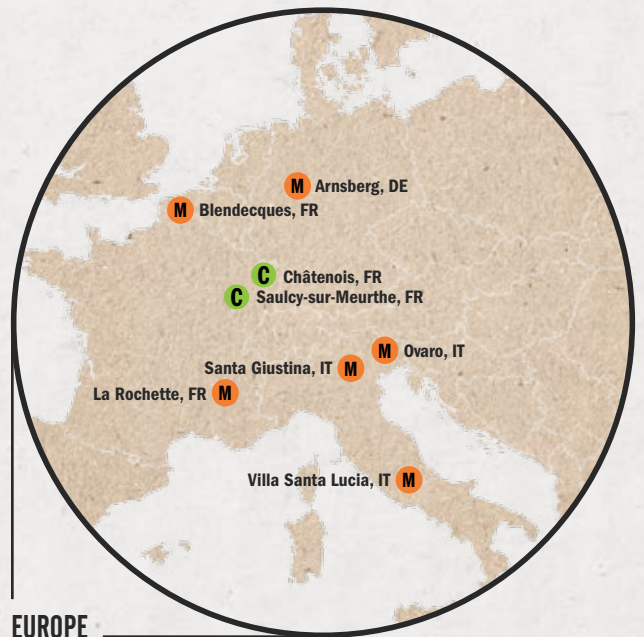 M Arnsberg, DE
M Blendecques, FR
C Châtenois, FR
C Saulcy-sur-Meurthe, FR
M Ovaro, IT
Santa Giustina, IT M
La Rochette, FR M
Villa Santa Lucia, IT M
EUROPE